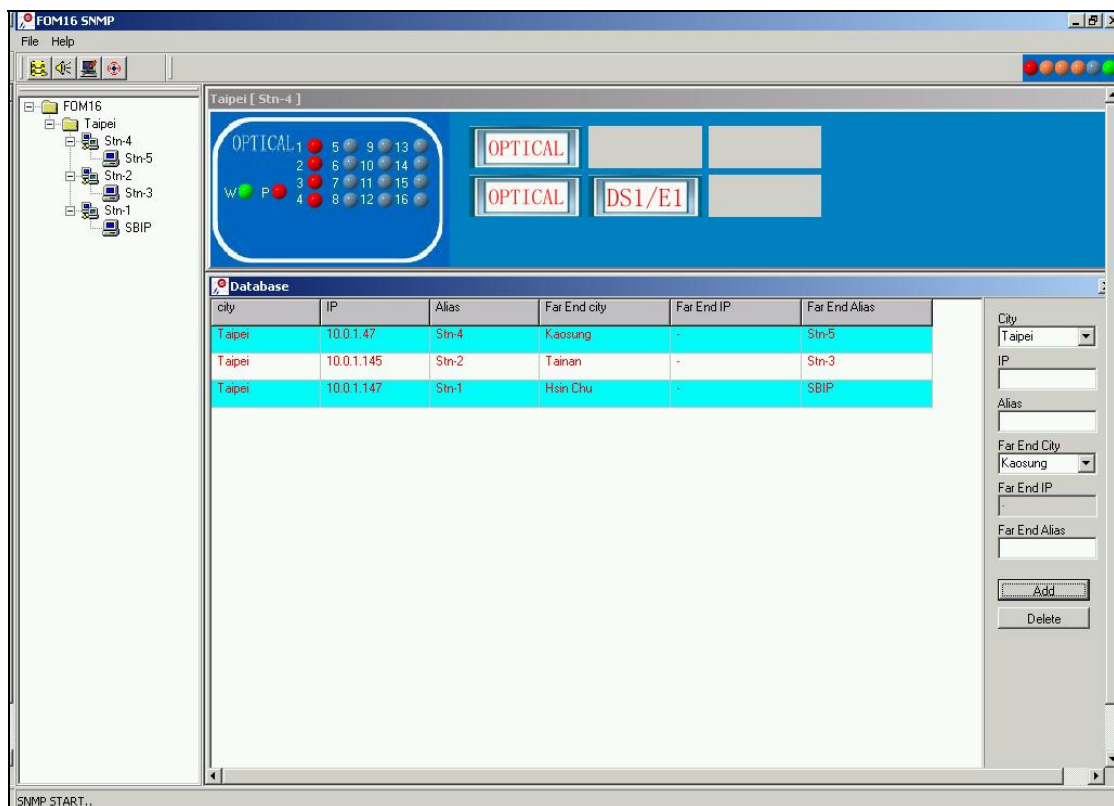 FOM16 SNMP
File Help
FOM16
Taipei
Stn-4
Stn-5
Stn-2
Stn-3
Stn-1
SBIP
Taipei [ Stn-4 ]
OPTICAL 1 5 9 13
2 6 10 14
W P 3 7 11 15
4 8 12 16
OPTICAL
OPTICAL DS1/E1
Database
city IP Alias Far End city Far End IP Far End Alias
Taipei 10.0.1.47 Stn-4 Kaosung - Stn-5
Taipei 10.0.1.145 Stn-2 Tainan - Stn-3
Taipei 10.0.1.147 Stn-1 Hsin Chu - SBIP
City
Taipei
IP
Alias
Far End City
Kaosung
Far End IP
-
Far End Alias
Add
Delete
SNMP START..